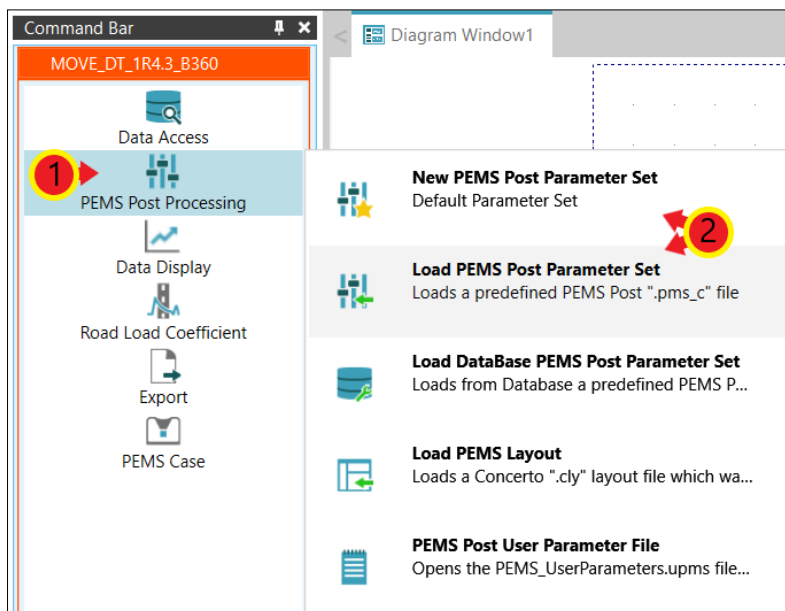 Command Bar
Diagram Window1
MOVE_DT_1R4.3_B360
Data Access
1
PEMS Post Processing
Data Display
Road Load Coefficient
Export
PEMS Case
New PEMS Post Parameter Set
Default Parameter Set
2
Load PEMS Post Parameter Set
Loads a predefined PEMS Post ".pms_c" file
Load DataBase PEMS Post Parameter Set
Loads from Database a predefined PEMS P...
Load PEMS Layout
Loads a Concerto ".cly" layout file which wa...
PEMS Post User Parameter File
Opens the PEMS_UserParameters.upms file...